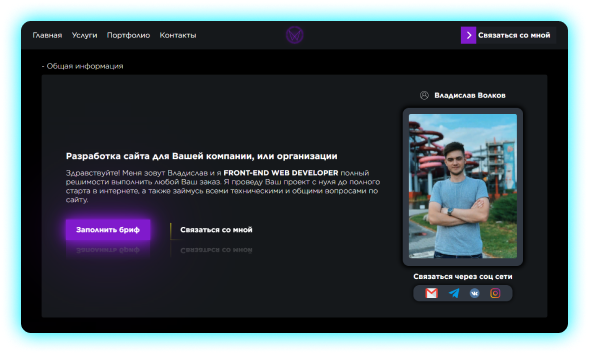 Главная Услуги Портфолио Контакты
Связаться со мной
- Общая информация
Владислав Волков
Разработка сайта для Вашей компании, или организации
Здравствуйте! Меня зовут Владислав и я FRONT-END WEB DEVELOPER полный
решимости выполнить любой Ваш заказ. Я проведу Ваш проект с нуля до полного
старта в интернете, а также займусь всеми техническими и общими вопросами по
сайту.
Заполнить бриф
Связаться со мной
Связаться через соц сети